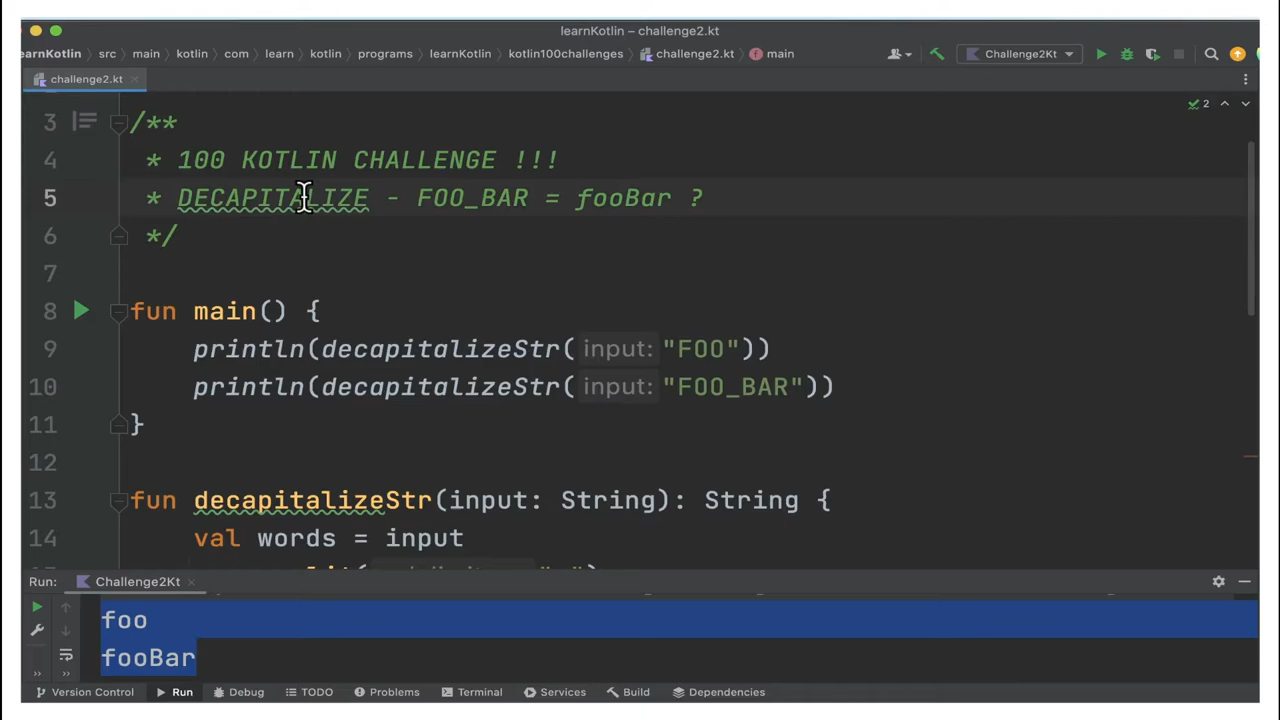 learnKotlin – challenge2.kt
earnKotlin src main kotlin com learn kotlin programs learnKotlin kotlin100challenges challenge2.kt main Challenge2Kt
challenge2.kt
2
3 /**
4 * 100 KOTLIN CHALLENGE !!!
5 * DECAPITALIZE - FOO_BAR = fooBar ?
6 */
7
8 fun main() {
9 println(decapitalizeStr( input: "FOO"))
10 println(decapitalizeStr( input: "FOO_BAR"))
11 }
12
13 fun decapitalizeStr(input: String): String {
14 val words = input
Run: Challenge2Kt
foo
fooBar
Version Control Run Debug TODO Problems Terminal Services Build Dependencies